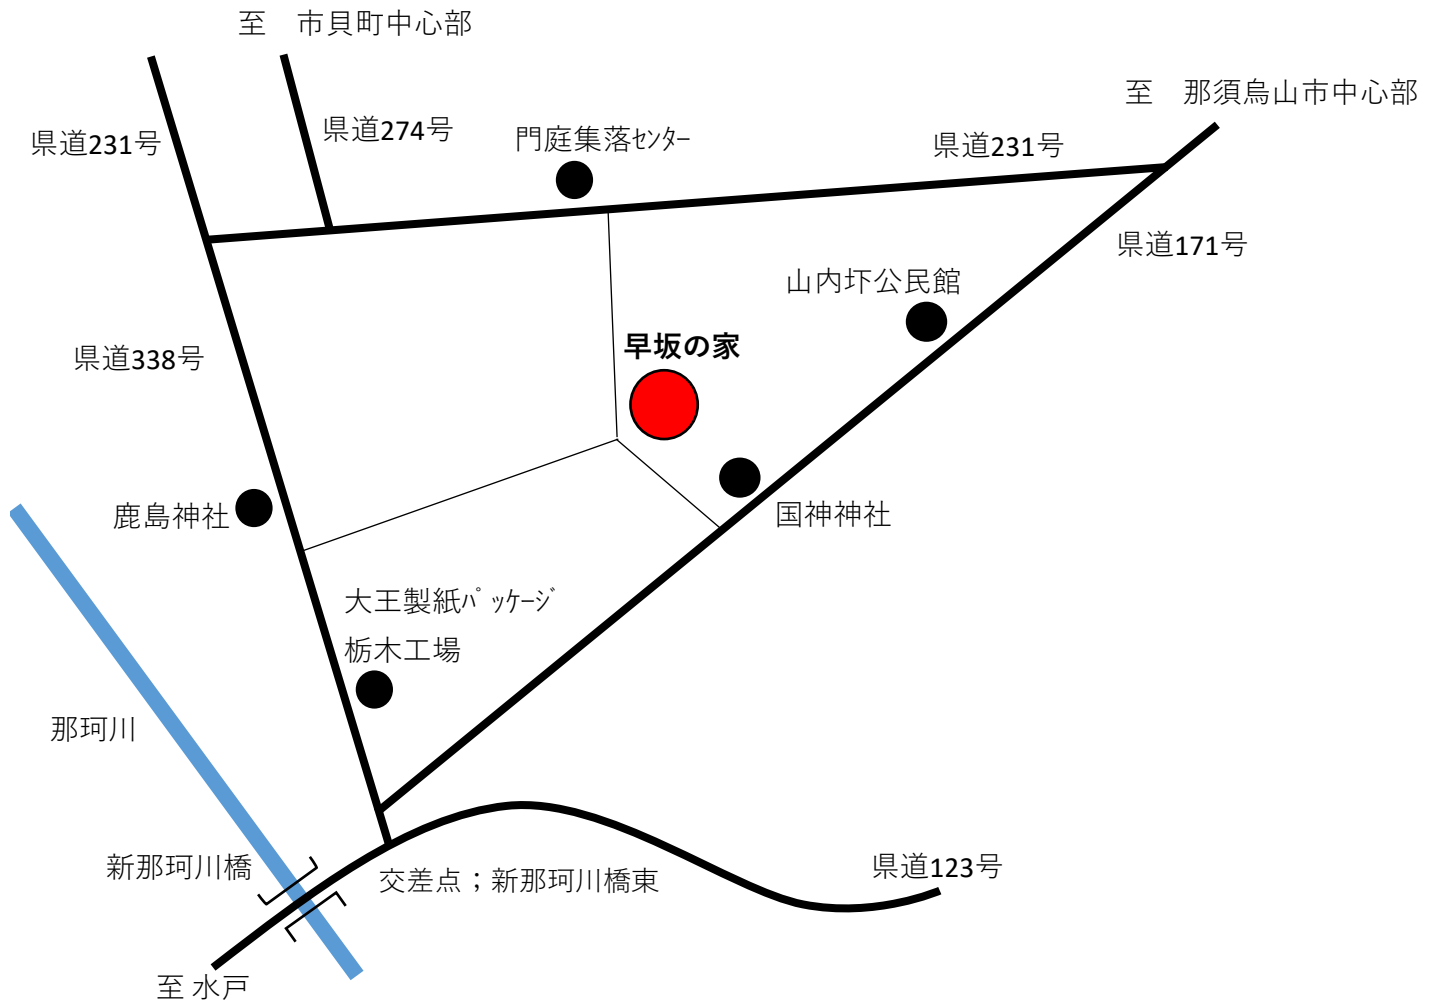 至　市貝町中心部
至　那須烏山市中心部
県道231号
県道274号
門庭集落ｾﾝﾀｰ
県道231号
県道171号
山内圷公民館
早坂の家
県道338号
鹿島神社
国神神社
大王製紙ﾊﾟｯｹｰｼﾞ
栃木工場
那珂川
新那珂川橋
交差点；新那珂川橋東
県道123号
至 水戸